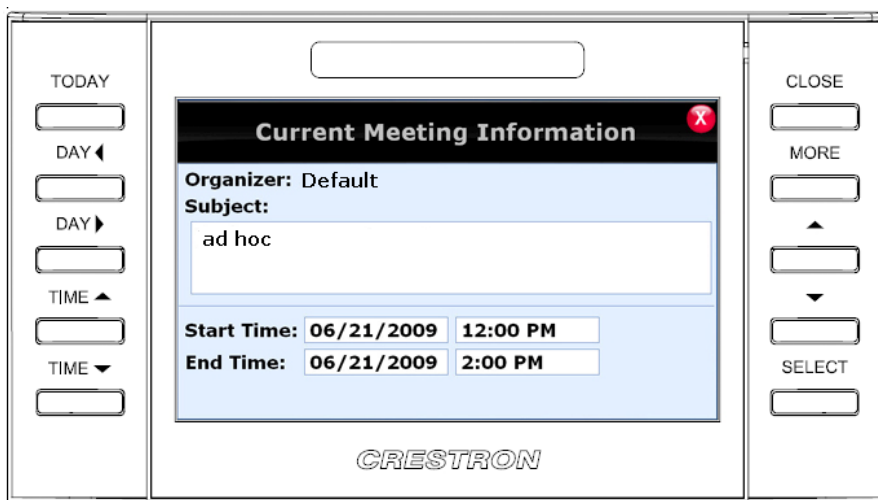 TODAY
DAY
DAY
TIME
TIME
Current Meeting Information
X
Organizer: Default
Subject:
ad hoc
Start Time: 06/21/2009 12:00 PM
End Time: 06/21/2009 2:00 PM
CRESTRON
CLOSE
MORE
SELECT